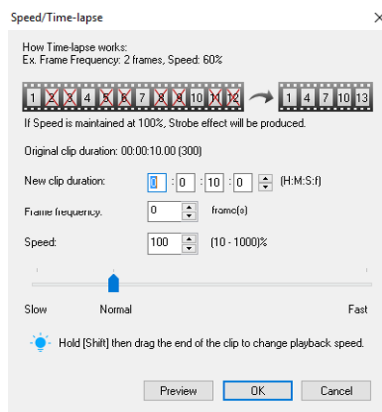 Speed/Time-lapse
How Time-lapse works:
Ex. Frame Frequency: 2 frames, Speed: 60%
1 2 3 4 5 6 7 8 9 10 11 12 1 4 7 10 13
If Speed is maintained at 100%, Strobe effect will be produced.
Original clip duration: 00:00:10.00 (300)
New clip duration: 0 : 0 : 10 : 0 (H:M:S:f)
Frame frequency: 0 frame(s)
Speed: 100 (10 - 1000)%
Slow Normal Fast
Hold [Shift] then drag the end of the clip to change playback speed.
Preview OK Cancel